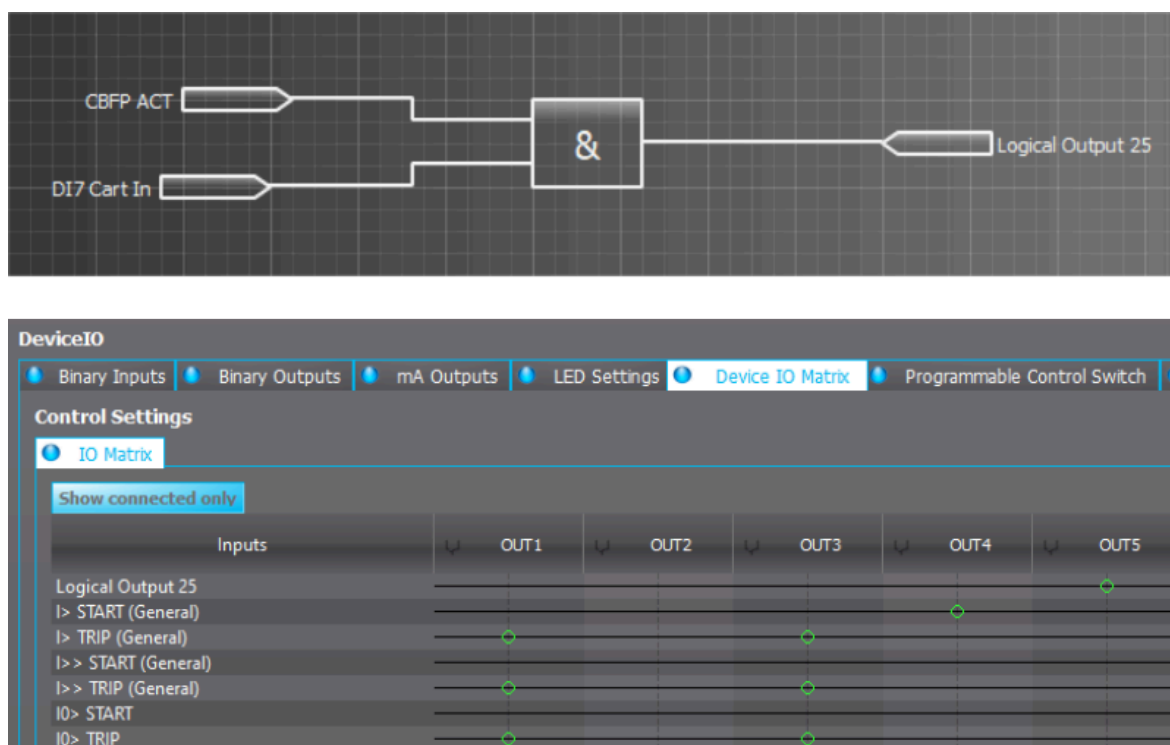 CBFP ACT
&
Logical Output 25
DI7 Cart In
DeviceIO
Binary Inputs Binary Outputs mA Outputs LED Settings Device IO Matrix Programmable Control Switch
Control Settings
IO Matrix
Show connected only
Inputs OUT1 OUT2 OUT3 OUT4 OUT5
Logical Output 25
I> START (General)
I> TRIP (General)
I>> START (General)
I>> TRIP (General)
I0> START
I0> TRIP